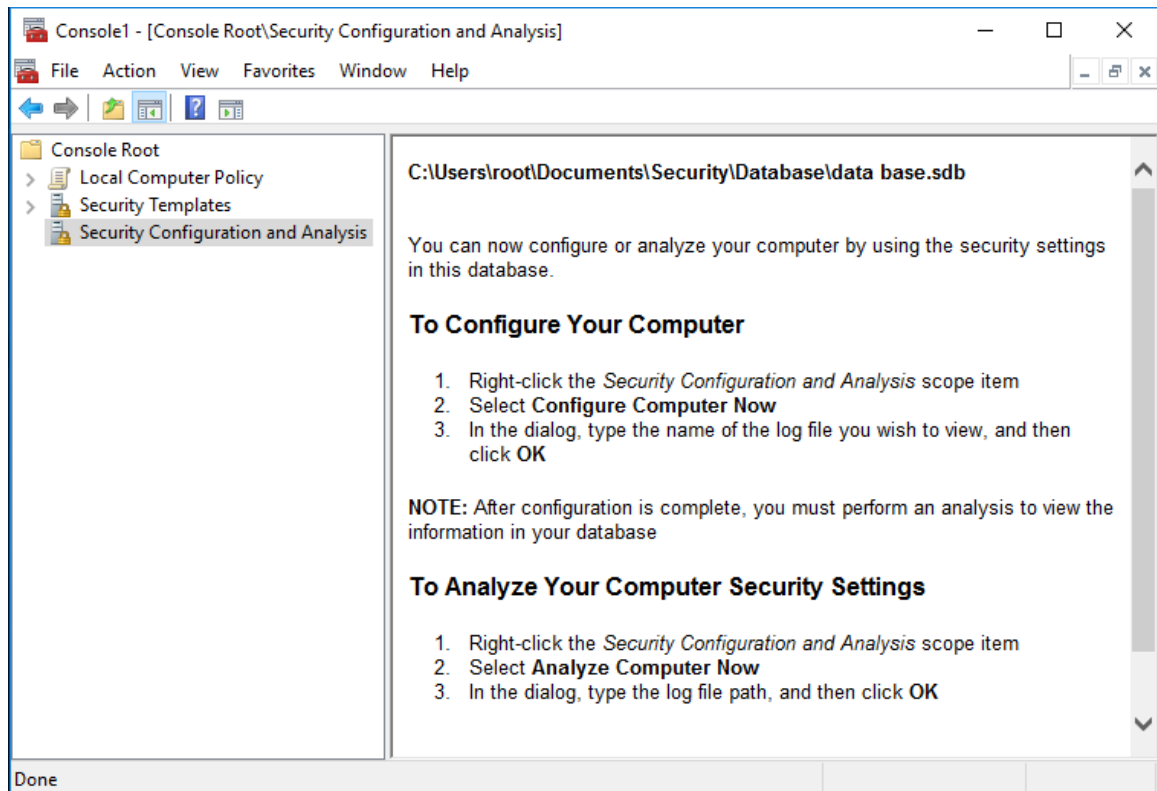 Console1 - [Console Root\Security Configuration and Analysis]
File Action View Favorites Window Help
Console Root
Local Computer Policy
Security Templates
Security Configuration and Analysis
C:\Users\root\Documents\Security\Database\data base.sdb
You can now configure or analyze your computer by using the security settings
in this database.
To Configure Your Computer
1. Right-click the Security Configuration and Analysis scope item
2. Select Configure Computer Now
3. In the dialog, type the name of the log file you wish to view, and then
click OK
NOTE: After configuration is complete, you must perform an analysis to view the
information in your database
To Analyze Your Computer Security Settings
1. Right-click the Security Configuration and Analysis scope item
2. Select Analyze Computer Now
3. In the dialog, type the log file path, and then click OK
Done